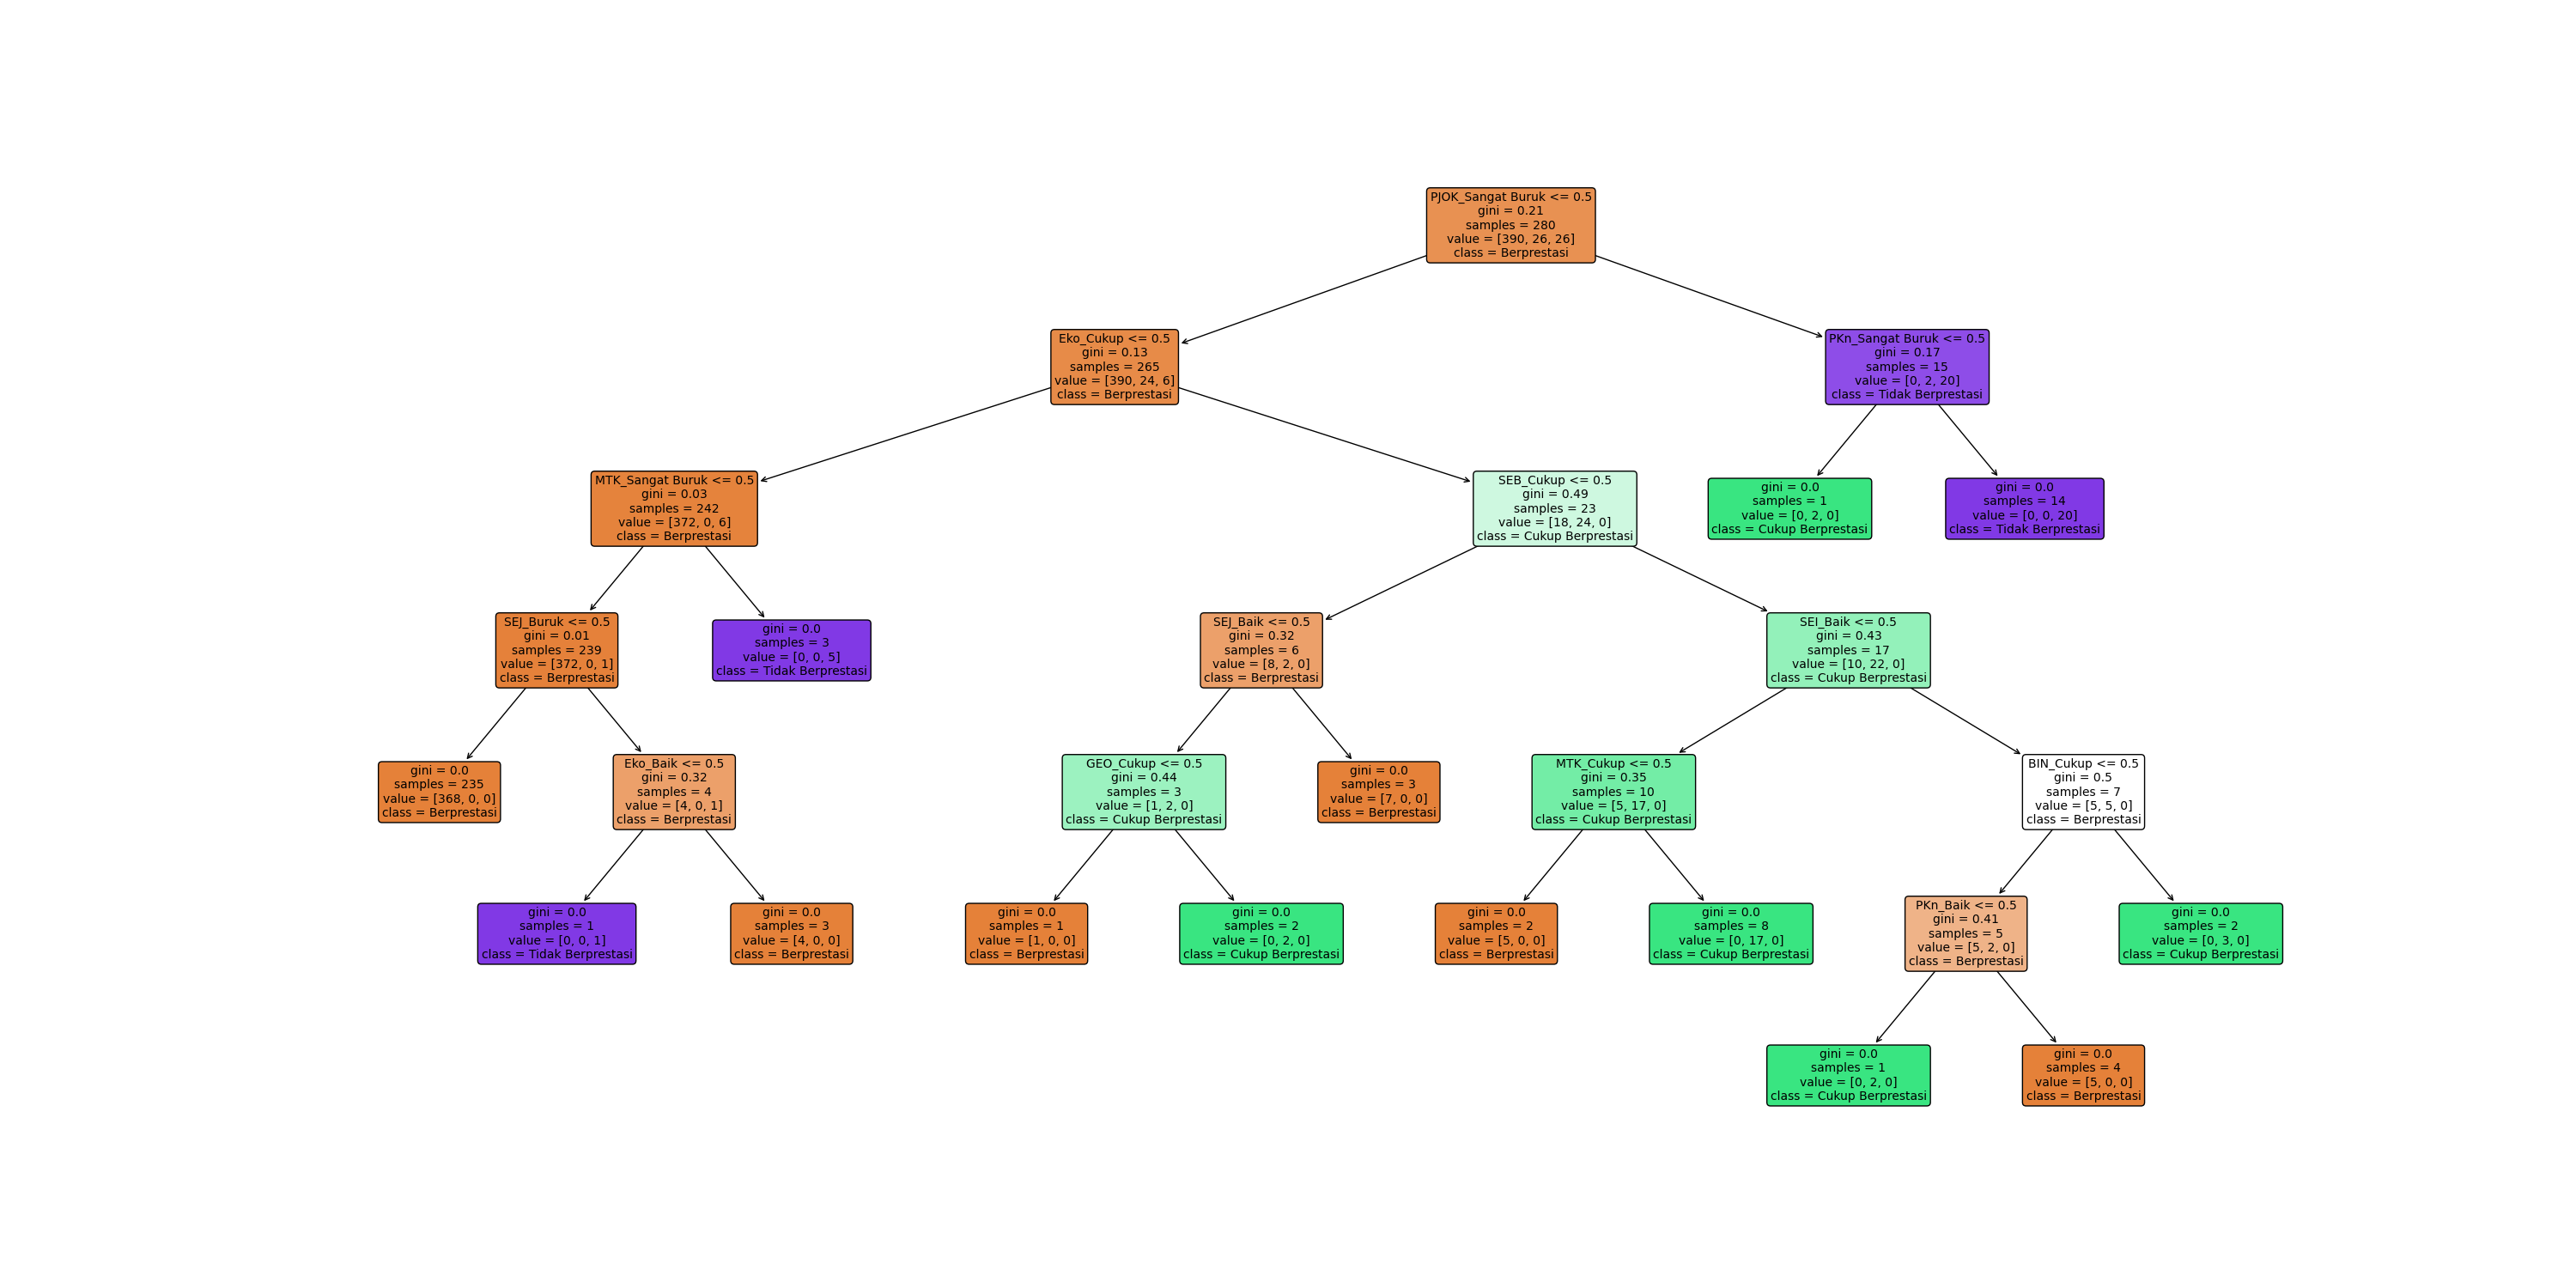 PJOK_Sangat Buruk <= 0.5
gini = 0.21
samples = 280
value = [390, 26, 26]
class = Berprestasi
Eko_Cukup <= 0.5
gini = 0.13
samples = 265
value = [390, 24, 6]
class = Berprestasi
PKn_Sangat Buruk <= 0.5
gini = 0.17
samples = 15
value = [0, 2, 20]
class = Tidak Berprestasi
MTK_Sangat Buruk <= 0.5
gini = 0.03
samples = 242
value = [372, 0, 6]
class = Berprestasi
SEB_Cukup <= 0.5
gini = 0.49
samples = 23
value = [18, 24, 0]
class = Cukup Berprestasi
gini = 0.0
samples = 1
value = [0, 2, 0]
class = Cukup Berprestasi
gini = 0.0
samples = 14
value = [0, 0, 20]
class = Tidak Berprestasi
SEJ_Buruk <= 0.5
gini = 0.01
samples = 239
value = [372, 0, 1]
class = Berprestasi
gini = 0.0
samples = 3
value = [0, 0, 5]
class = Tidak Berprestasi
SEJ_Baik <= 0.5
gini = 0.32
samples = 6
value = [8, 2, 0]
class = Berprestasi
SEI_Baik <= 0.5
gini = 0.43
samples = 17
value = [10, 22, 0]
class = Cukup Berprestasi
gini = 0.0
samples = 235
value = [368, 0, 0]
class = Berprestasi
Eko_Baik <= 0.5
gini = 0.32
samples = 4
value = [4, 0, 1]
class = Berprestasi
GEO_Cukup <= 0.5
gini = 0.44
samples = 3
value = [1, 2, 0]
class = Cukup Berprestasi
gini = 0.0
samples = 3
value = [7, 0, 0]
class = Berprestasi
MTK_Cukup <= 0.5
gini = 0.35
samples = 10
value = [5, 17, 0]
class = Cukup Berprestasi
BIN_Cukup <= 0.5
gini = 0.5
samples = 7
value = [5, 5, 0]
class = Berprestasi
gini = 0.0
samples = 1
value = [0, 0, 1]
class = Tidak Berprestasi
gini = 0.0
samples = 3
value = [4, 0, 0]
class = Berprestasi
gini = 0.0
samples = 1
value = [1, 0, 0]
class = Berprestasi
gini = 0.0
samples = 2
value = [0, 2, 0]
class = Cukup Berprestasi
gini = 0.0
samples = 2
value = [5, 0, 0]
class = Berprestasi
gini = 0.0
samples = 8
value = [0, 17, 0]
class = Cukup Berprestasi
PKn_Baik <= 0.5
gini = 0.41
samples = 5
value = [5, 2, 0]
class = Berprestasi
gini = 0.0
samples = 2
value = [0, 3, 0]
class = Cukup Berprestasi
gini = 0.0
samples = 1
value = [0, 2, 0]
class = Cukup Berprestasi
gini = 0.0
samples = 4
value = [5, 0, 0]
class = Berprestasi